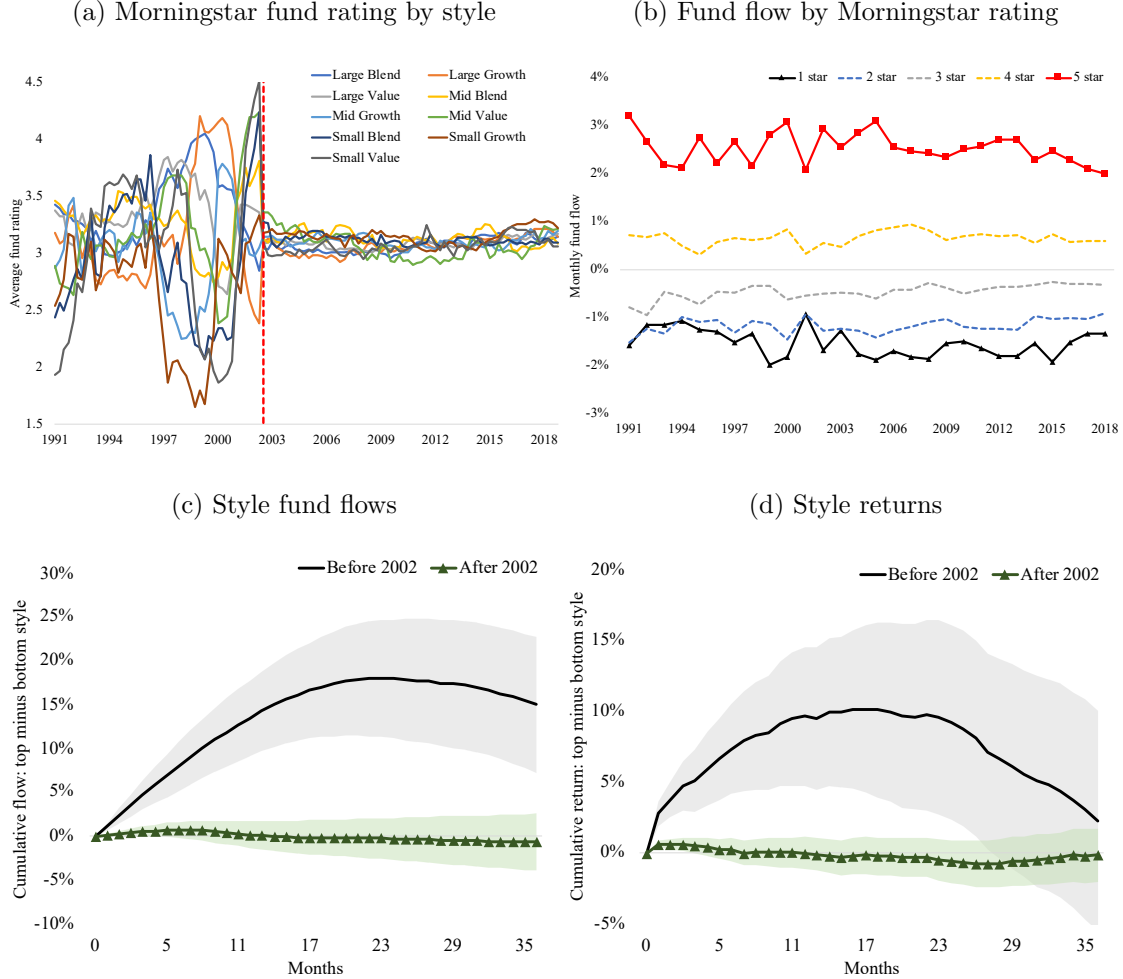 (a) Morningstar fund rating by style
Average fund rating
4.5
4
3.5
3
2.5
2
1.5
Large Blend
Large Growth
Large Value
Mid Blend
Mid Growth
Mid Value
Small Blend
Small Growth
Small Value
1991 1994 1997 2000 2003 2006 2009 2012 2015 2018
(b) Fund flow by Morningstar rating
Monthly fund flow
4%
3%
2%
1%
0%
-1%
-2%
-3%
1 star 2 star 3 star 4 star 5 star
1991 1994 1997 2000 2003 2006 2009 2012 2015 2018
(c) Style fund flows
Cumulative flow: top minus bottom style
30%
25%
20%
15%
10%
5%
0%
-5%
-10%
Before 2002 After 2002
0 5 11 17 23 29 35
Months
(d) Style returns
Cumulative return: top minus bottom style
20%
15%
10%
5%
0%
-5%
Before 2002 After 2002
0 5 11 17 23 29 35
Months